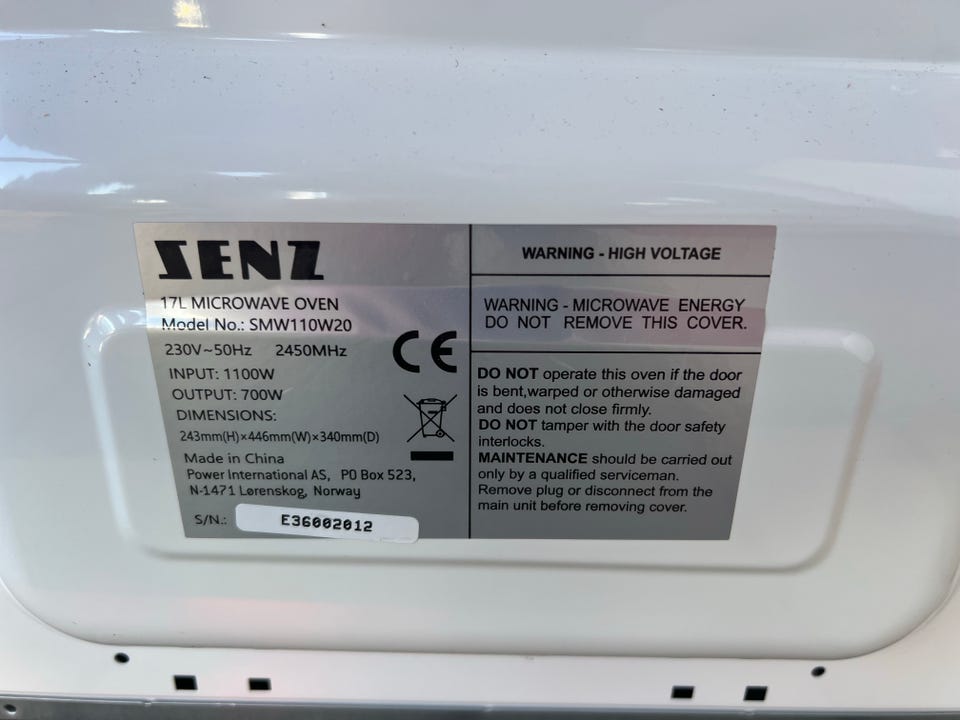 SENZ
17L MICROWAVE OVEN
Model No.: SMW110W20
230V~50Hz 2450MHz
INPUT: 1100W
OUTPUT: 700W
DIMENSIONS:
243mm(H)×446mm(W)×340mm(D)
Made in China
Power International AS, PO Box 523,
N-1471 Lørenskog, Norway
S/N.: E36002012
CE
WARNING - HIGH VOLTAGE
WARNING - MICROWAVE ENERGY
DO NOT REMOVE THIS COVER.
DO NOT operate this oven if the door
is bent,warped or otherwise damaged
and does not close firmly.
DO NOT tamper with the door safety
interlocks.
MAINTENANCE should be carried out
only by a qualified serviceman.
Remove plug or disconnect from the
main unit before removing cover.